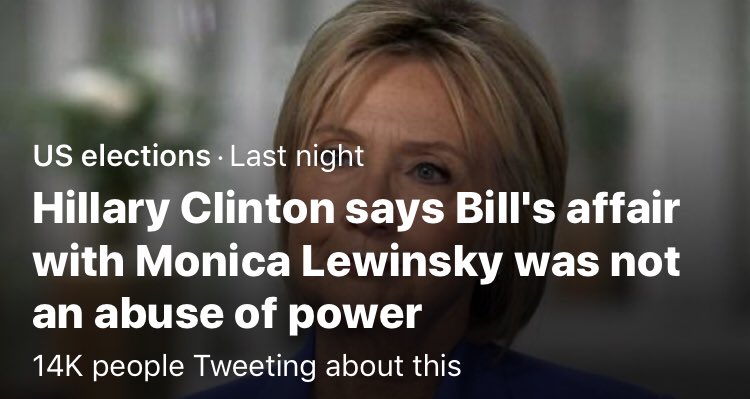 US elections · Last night
Hillary Clinton says Bill's affair
with Monica Lewinsky was not
an abuse of power
14K people Tweeting about this